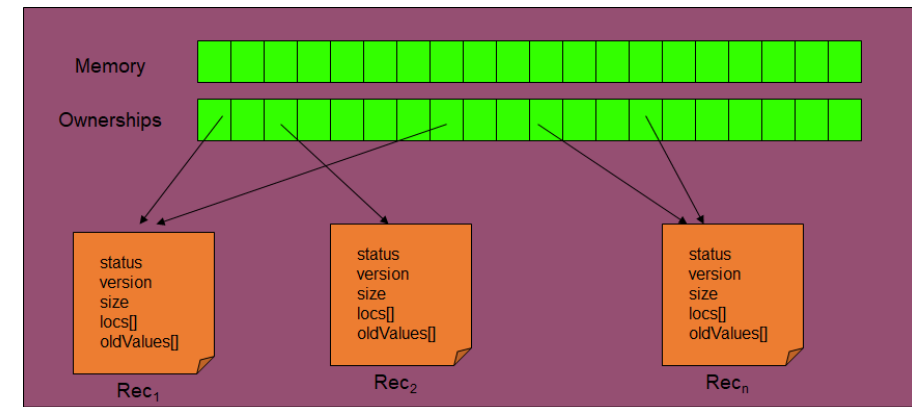 Memory
Ownerships
status
version
size
locs[]
oldValues[]
status
version
size
locs[]
oldValues[]
status
version
size
locs[]
oldValues[]
Rec₁
Rec₂
Recₙ